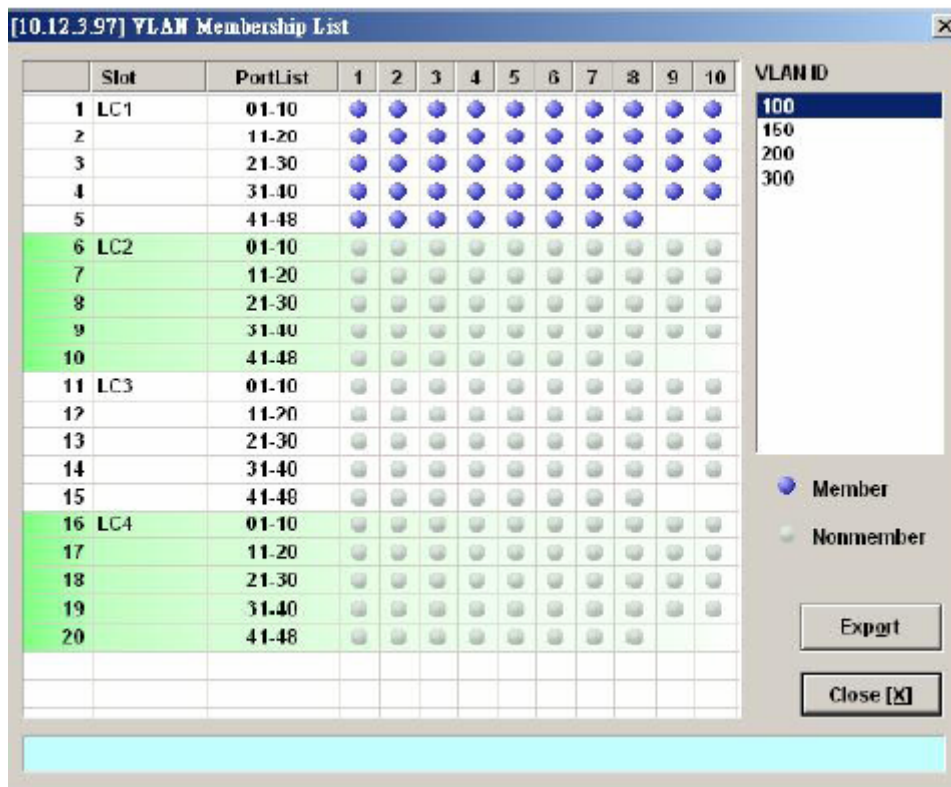 [10.12.3.97] VLAN Membership List
Slot PortList 1 2 3 4 5 6 7 8 9 10
1 LC1 01-10
2 11-20
3 21-30
4 31-40
5 41-48
6 LC2 01-10
7 11-20
8 21-30
9 31-40
10 41-48
11 LC3 01-10
12 11-20
13 21-30
14 31-40
15 41-48
16 LC4 01-10
17 11-20
18 21-30
19 31-40
20 41-48
VLAN ID
100
150
200
300
Member
Nonmember
Export
Close [X]